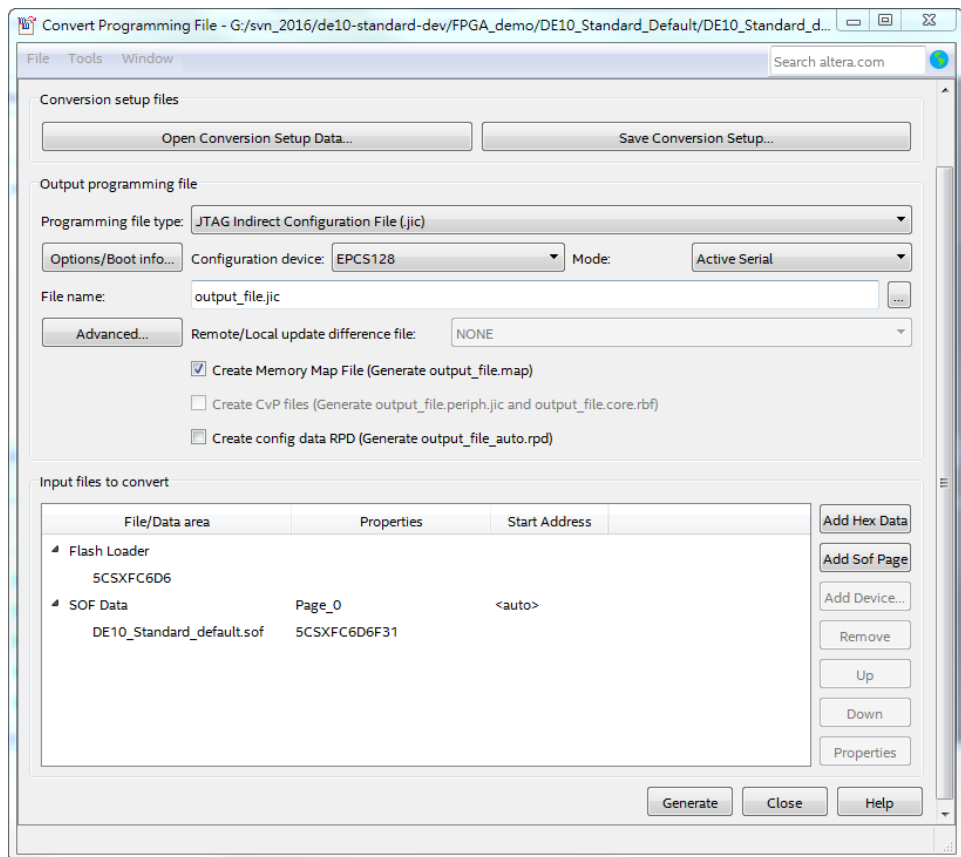 Convert Programming File - G:/svn_2016/de10-standard-dev/FPGA_demo/DE10_Standard_Default/DE10_Standard_d...
File Tools Window Search altera.com
Conversion setup files
Open Conversion Setup Data... Save Conversion Setup...
Output programming file
Programming file type: JTAG Indirect Configuration File (.jic)
Options/Boot info... Configuration device: EPCS128 Mode: Active Serial
File name: output_file.jic ...
Advanced... Remote/Local update difference file: NONE
Create Memory Map File (Generate output_file.map)
Create CvP files (Generate output_file.periph.jic and output_file.core.rbf)
Create config data RPD (Generate output_file_auto.rpd)
Input files to convert
File/Data area Properties Start Address Add Hex Data
Flash Loader Add Sof Page
5CSXFC6D6
SOF Data Page_0 <auto> Add Device...
DE10_Standard_default.sof 5CSXFC6D6F31 Remove
Up
Down
Properties
Generate Close Help